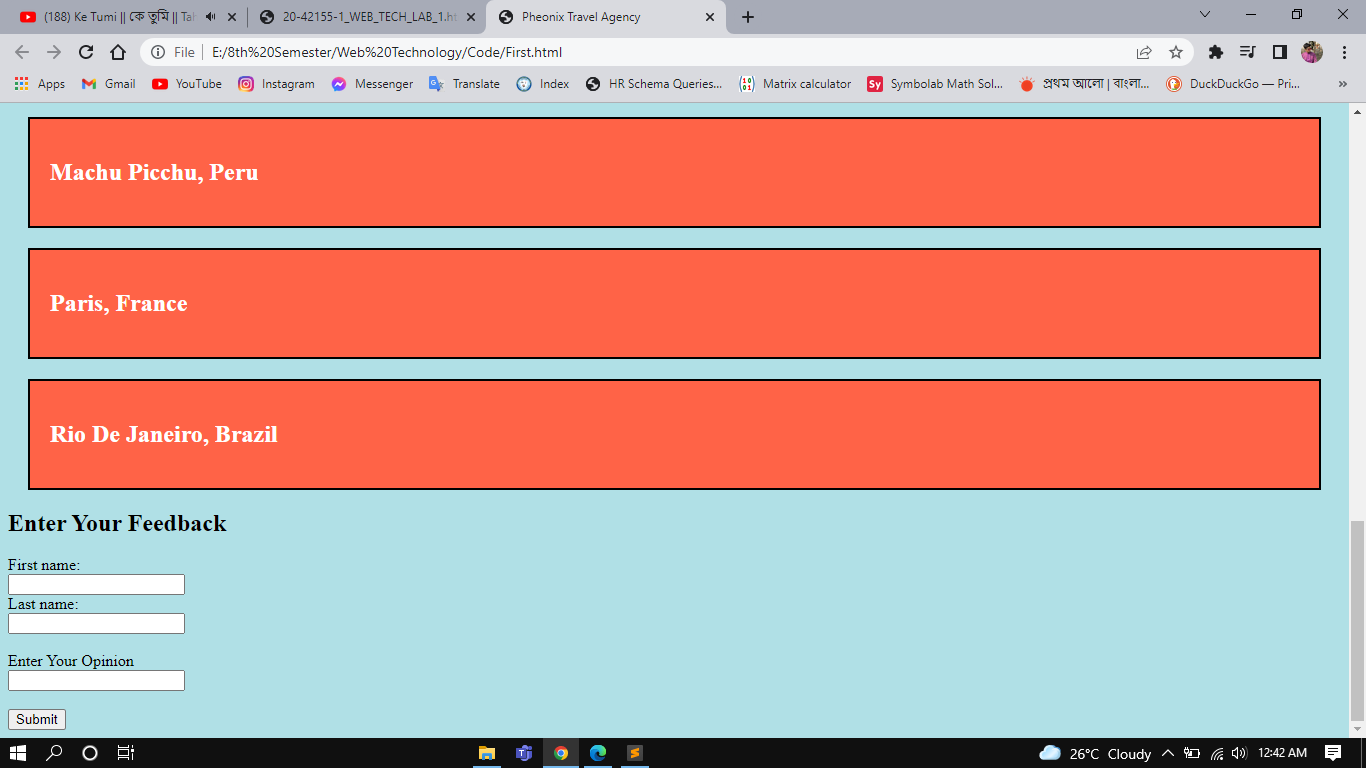 (188) Ke Tumi || কে তুমি || Tah
20-42155-1_WEB_TECH_LAB_1.ht
Pheonix Travel Agency
File
E:/8th%20Semester/Web%20Technology/Code/First.html
Apps
Gmail
YouTube
Instagram
Messenger
Translate
Index
HR Schema Queries...
Matrix calculator
Sy Symbolab Math Sol...
প্রথম আলো | বাংলা...
DuckDuckGo — Pri...
»
Machu Picchu, Peru
Paris, France
Rio De Janeiro, Brazil
Enter Your Feedback
First name:
Last name:
Enter Your Opinion
Submit
26°C Cloudy
12:42 AM